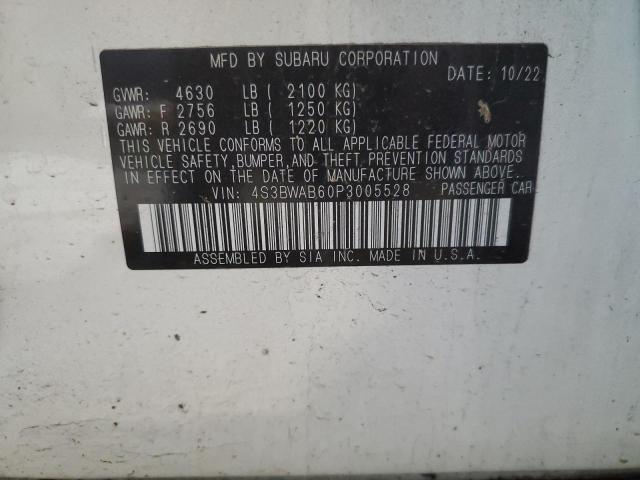 MFD BY SUBARU CORPORATION
DATE: 10/22
GVWR: 4630 LB ( 2100 KG)
GAWR: F 2756 LB ( 1250 KG)
GAWR: R 2690 LB ( 1220 KG)
THIS VEHICLE CONFORMS TO ALL APPLICABLE FEDERAL MOTOR
VEHICLE SAFETY, BUMPER, AND THEFT PREVENTION STANDARDS
IN EFFECT ON THE DATE OF MANUFACTURE SHOWN ABOVE.
VIN: 4S3BWAB60P3005528 PASSENGER CAR
ASSEMBLED BY SIA INC. MADE IN U.S.A.